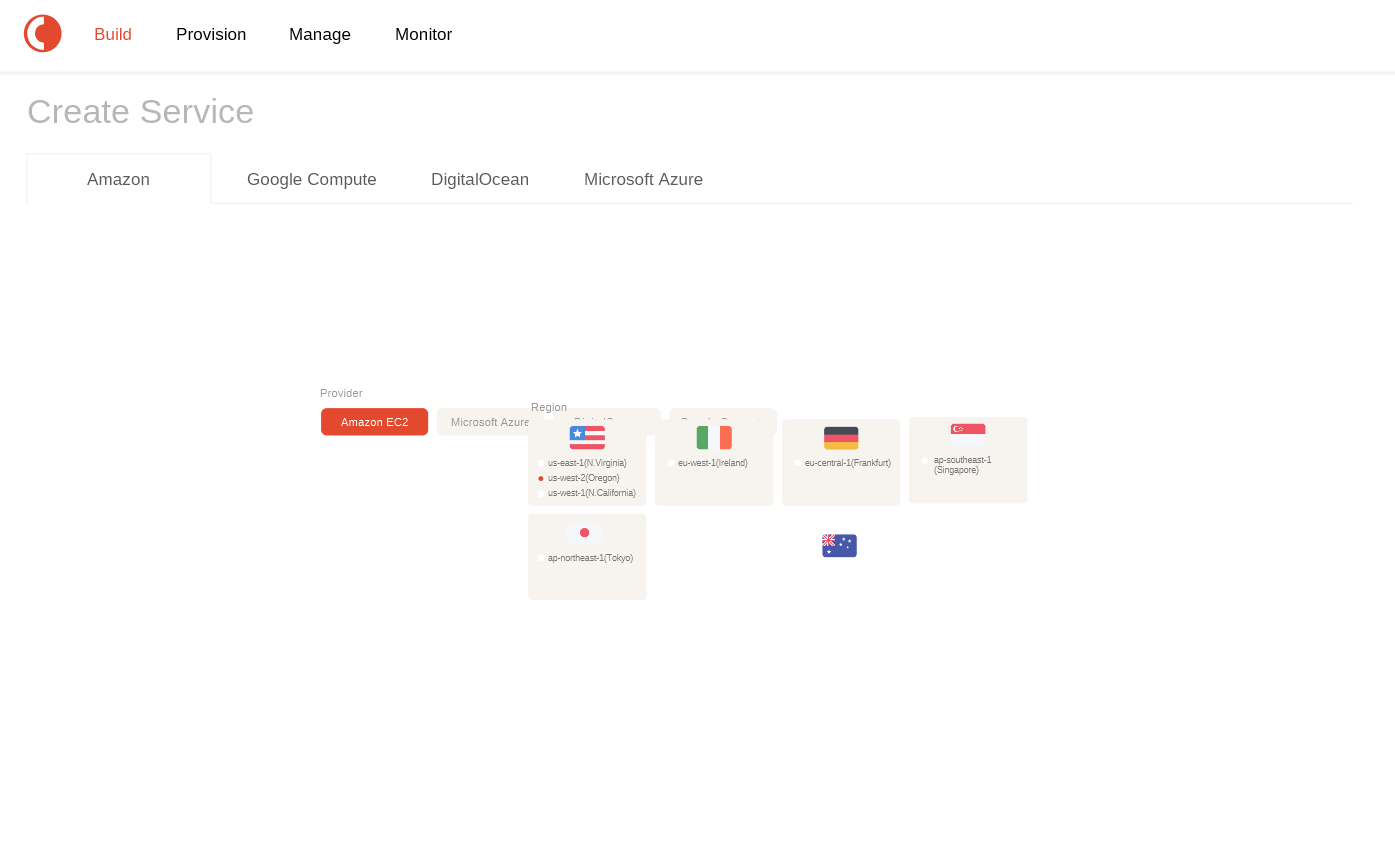 Build Provision Manage Monitor
Create Service
Amazon Google Compute DigitalOcean Microsoft Azure
Provider
Region
Amazon EC2 Microsoft Azure
us-east-1(N.Virginia)
us-west-2(Oregon)
us-west-1(N.California)
eu-west-1(Ireland)
eu-central-1(Frankfurt)
ap-southeast-1
(Singapore)
ap-northeast-1(Tokyo)